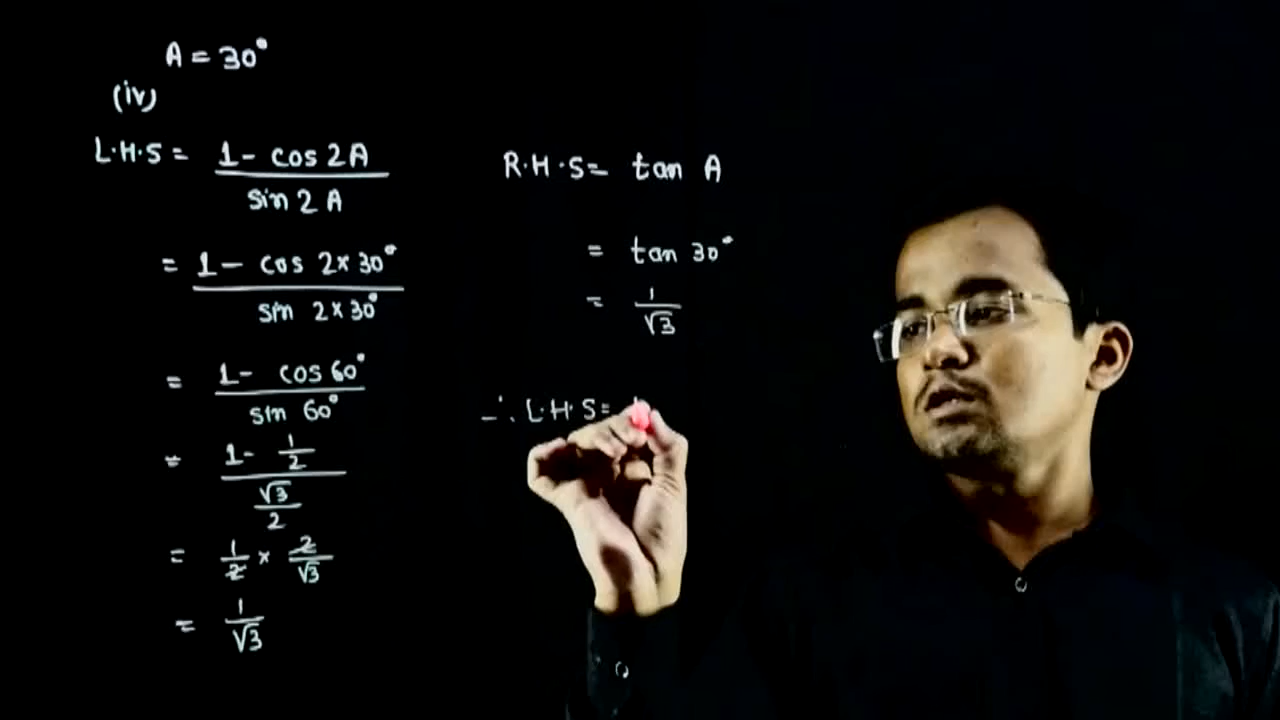 A = 30°
(iv)
L.H.S = 1 - cos 2A / sin 2 A
= 1 - cos 2 × 30° / sin 2 × 30°
= 1 - cos 60° / sin 60°
= 1 - 1/2 / √3/2
= 1/2 × 2/√3
= 1/√3
R.H.S = tan A
= tan 30°
= 1/√3
∴ L.H.S =